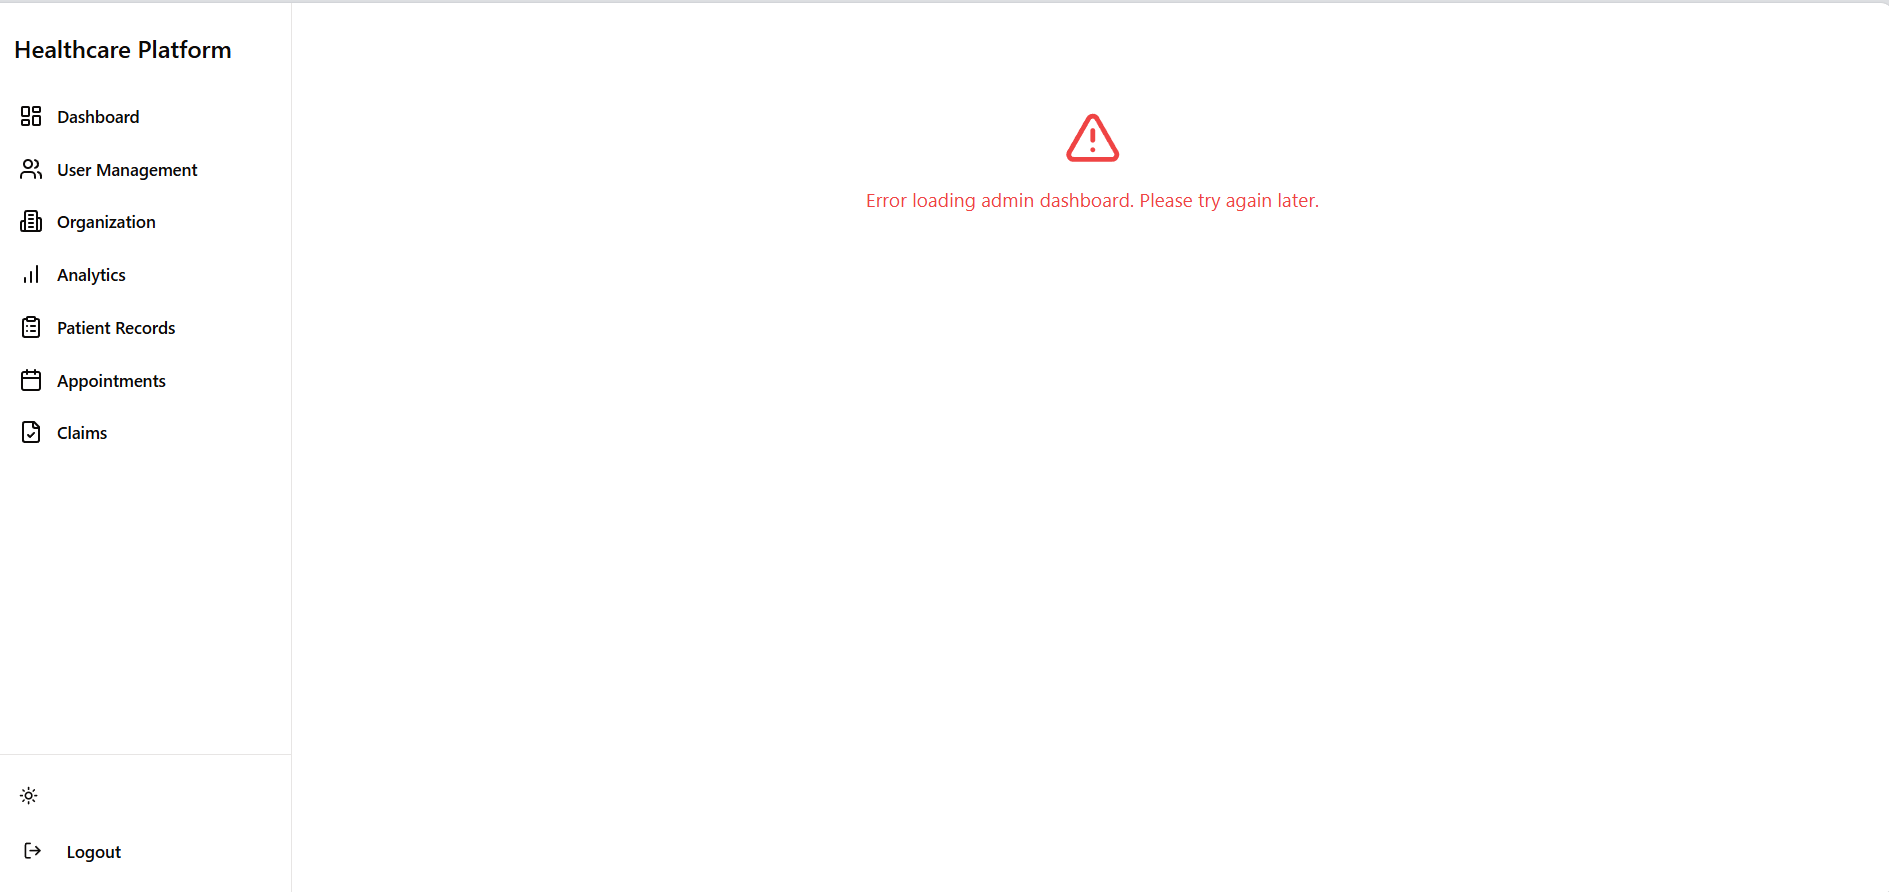 Healthcare Platform
Dashboard
User Management
Organization
Analytics
Patient Records
Appointments
Claims
Logout
Error loading admin dashboard. Please try again later.